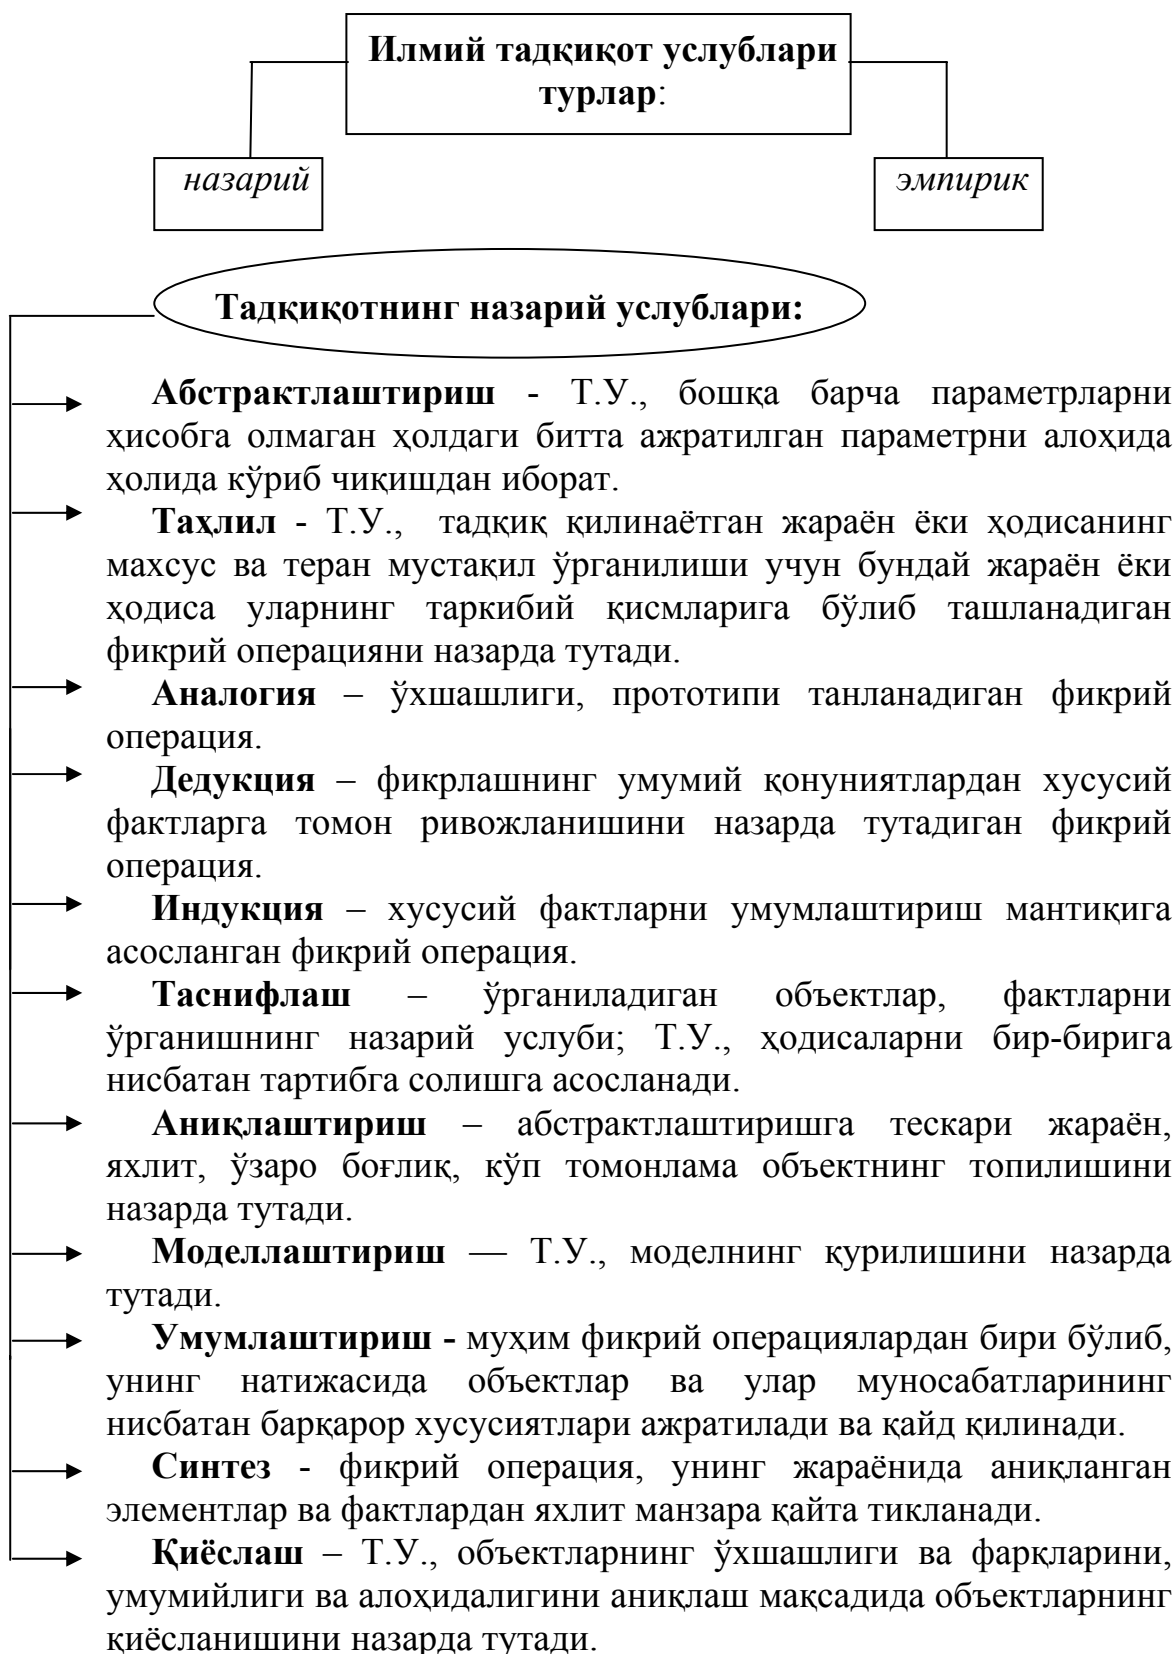 Илмий тадқиқот услублари
турлар:
назарий
эмпирик
Тадқиқотнинг назарий услублари:
Абстрактлаштириш - Т.У., бошқа барча параметрларни
ҳисобга олмаган ҳолдаги битта ажратилган параметрни алоҳида
ҳолида кўриб чиқишдан иборат.
Таҳлил - Т.У., тадқиқ қилинаётган жараён ёки ҳодисанинг
махсус ва теран мустақил ўрганилиши учун бундай жараён ёки
ҳодиса уларнинг таркибий қисмларига бўлиб ташланадиган
фикрий операцияни назарда тутади.
Аналогия – ўхшашлиги, прототипи танланадиган фикрий
операция.
Дедукция – фикрлашнинг умумий қонуниятлардан хусусий
фактларга томон ривожланишини назарда тутадиган фикрий
операция.
Индукция – хусусий фактларни умумлаштириш мантиқига
асосланган фикрий операция.
Таснифлаш – ўрганиладиган объектлар, фактларни
ўрганишнинг назарий услуби; Т.У., ҳодисаларни бир-бирига
нисбатан тартибга солишга асосланади.
Аниқлаштириш – абстрактлаштиришга тескари жараён,
яхлит, ўзаро боғлиқ, кўп томонлама объектнинг топилишини
назарда тутади.
Моделлаштириш — Т.У., моделнинг қурилишини назарда
тутади.
Умумлаштириш - муҳим фикрий операциялардан бири бўлиб,
унинг натижасида объектлар ва улар муносабатларининг
нисбатан барқарор хусусиятлари ажратилади ва қайд қилинади.
Синтез - фикрий операция, унинг жараёнида аниқланган
элементлар ва фактлардан яхлит манзара қайта тикланади.
Қиёслаш – Т.У., объектларнинг ўхшашлиги ва фарқларини,
умумийлиги ва алоҳидалигини аниқлаш мақсадида объектларнинг
қиёсланишини назарда тутади.